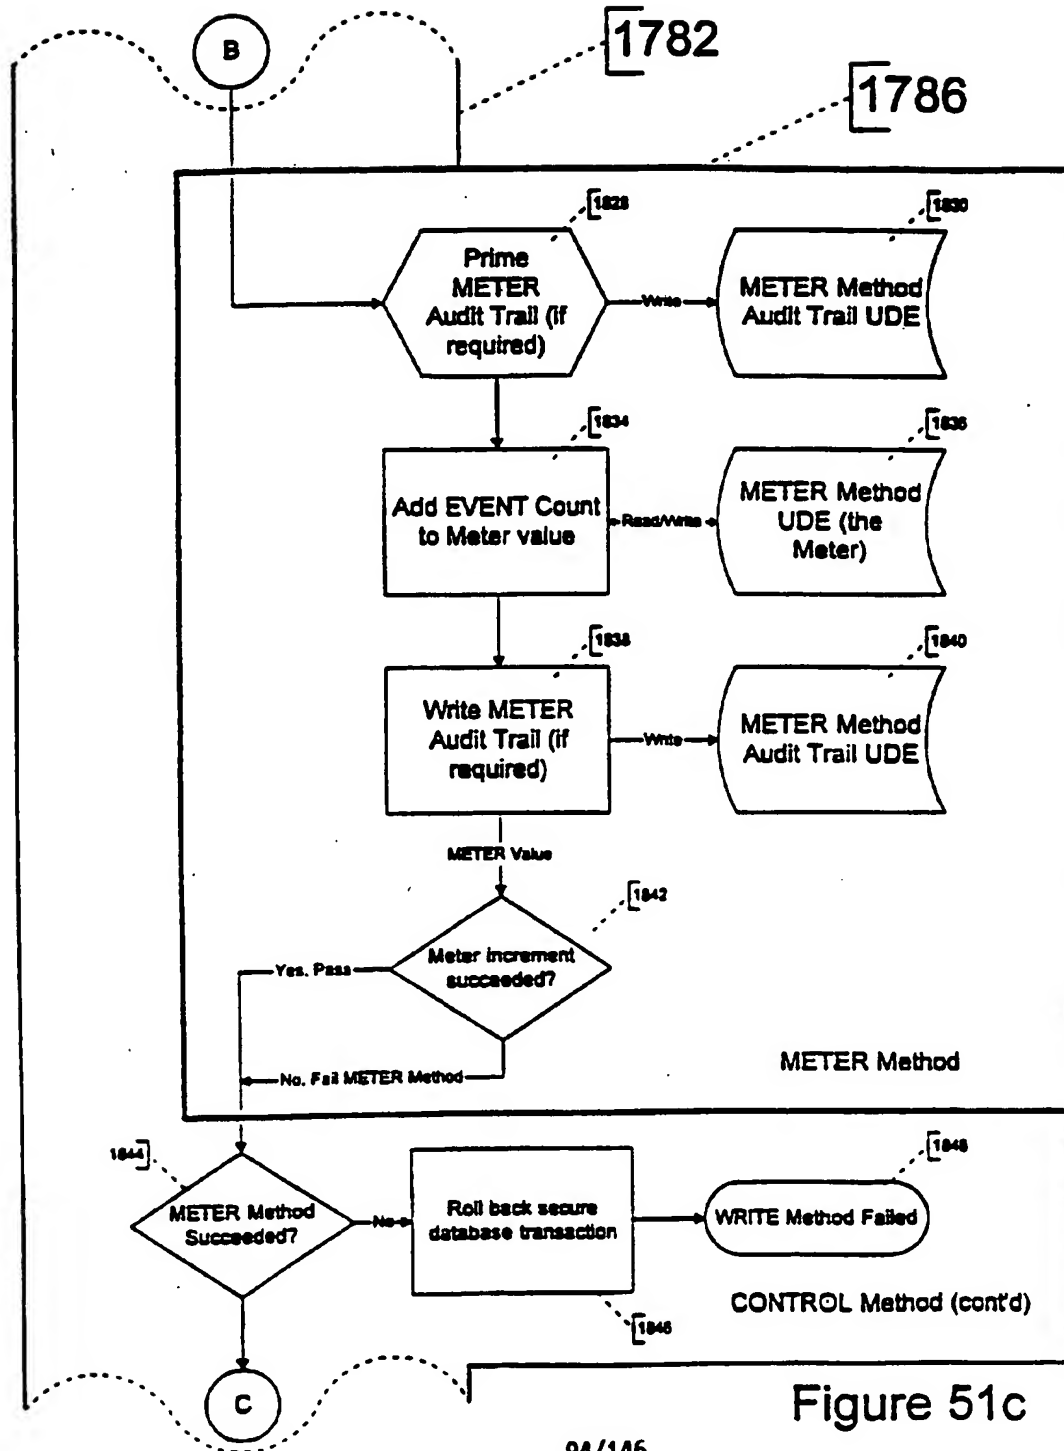 B
1782
1786
1828
Prime
METER
Audit Trail (if
required)
Write
1830
METER Method
Audit Trail UDE
1834
Add EVENT Count
to Meter value
Read/Write
1836
METER Method
UDE (the
Meter)
1838
Write METER
Audit Trail (if
required)
Write
1840
METER Method
Audit Trail UDE
METER Value
1842
Meter increment
succeeded?
Yes, Pass
No, Fail METER Method
METER Method
1844
METER Method
Succeeded?
No
Roll back secure
database transaction
1846
1848
WRITE Method Failed
CONTROL Method (cont'd)
C
Figure 51c
94/146